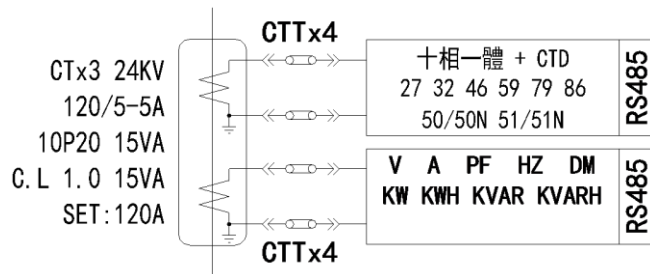 CTTx4
CTx3 24KV
120/5-5A
10P20 15VA
C.L 1.0 15VA
SET:120A
十相一體 + CTD
27 32 46 59 79 86
50/50N 51/51N
RS485
V A PF HZ DM
KW KWH KVAR KVARH
RS485
CTTx4